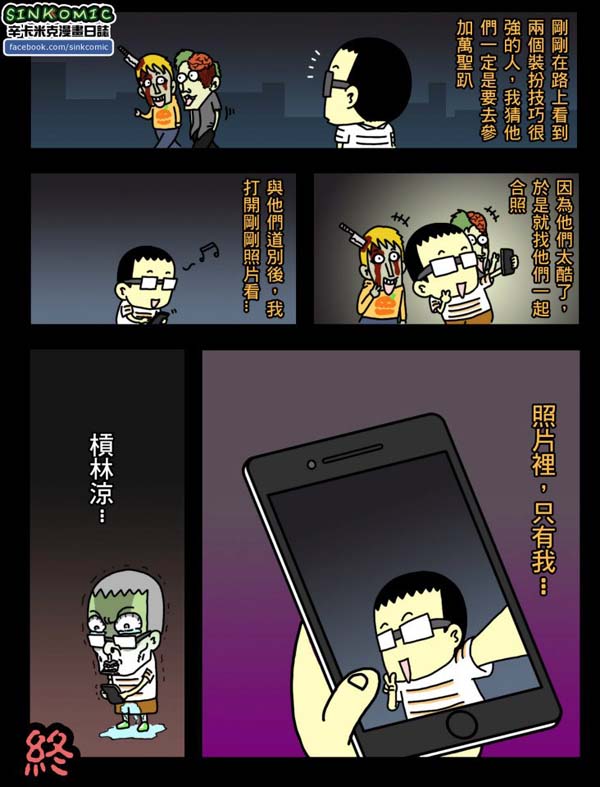 SINKOMIC
辛卡米克漫畫日誌
facebook.com/sinkcomic
剛剛在路上看到
兩個裝扮技巧很
強的人，我猜他
們一定是要去參
加萬聖趴
因為他們太酷了，
於是就找他們一起
合照
與他們道別後，我
打開剛剛照片看…
照片裡，只有我…
槓林涼…
終